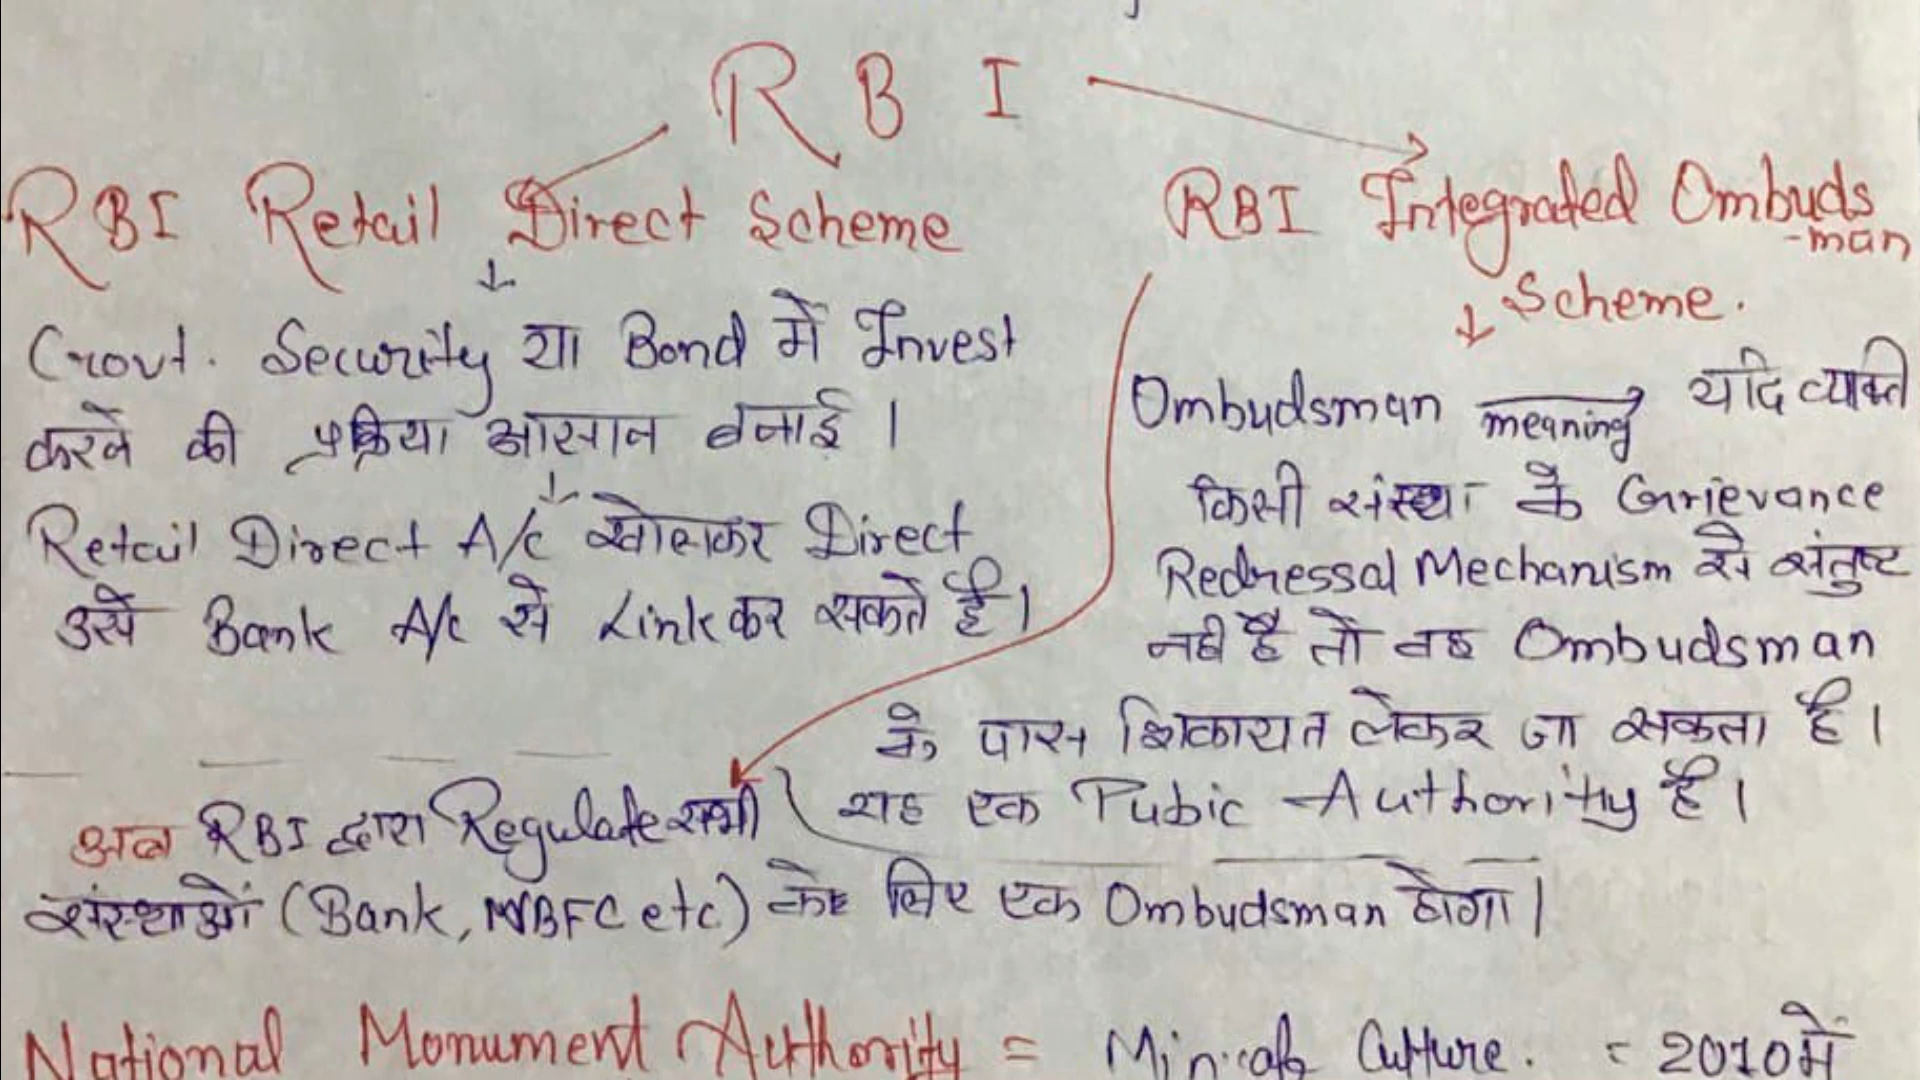 RBI
RBI Retail Direct Scheme
Govt. Security या Bond में Invest
करने की प्रक्रिया आसान बनाई ।
Retail Direct A/c खोलकर Direct
उसे Bank A/c से Link कर सकते हैं।
RBI Integrated Ombuds
-man
Scheme.
Ombudsman meaning यदि व्यक्ति
किसी संस्था के Grievance
Redressal Mechanism से संतुष्ट
नही है तो वह Ombudsman
के पास शिकायत लेकर जा सकता है।
यह एक Pubic Authority है।
अब RBI द्वारा Regulate सभी
संस्थाओं (Bank, NBFC etc) के लिए एक Ombudsman होगा।
National Monument Authority = Min. of Culture. = 2010 में